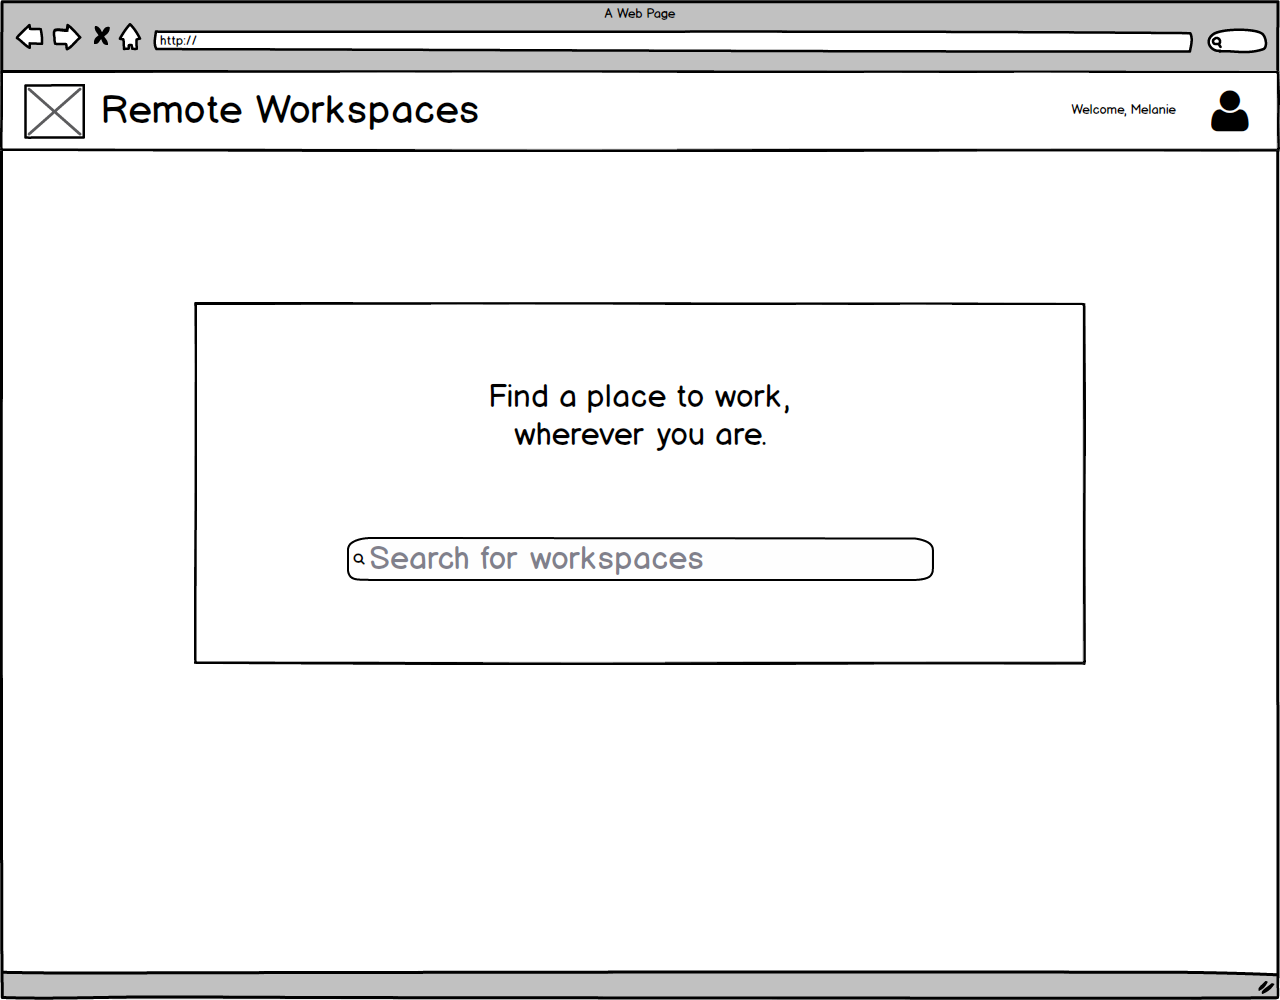 A Web Page
http://
Remote Workspaces
Welcome, Melanie
Find a place to work,
wherever you are.
Search for workspaces